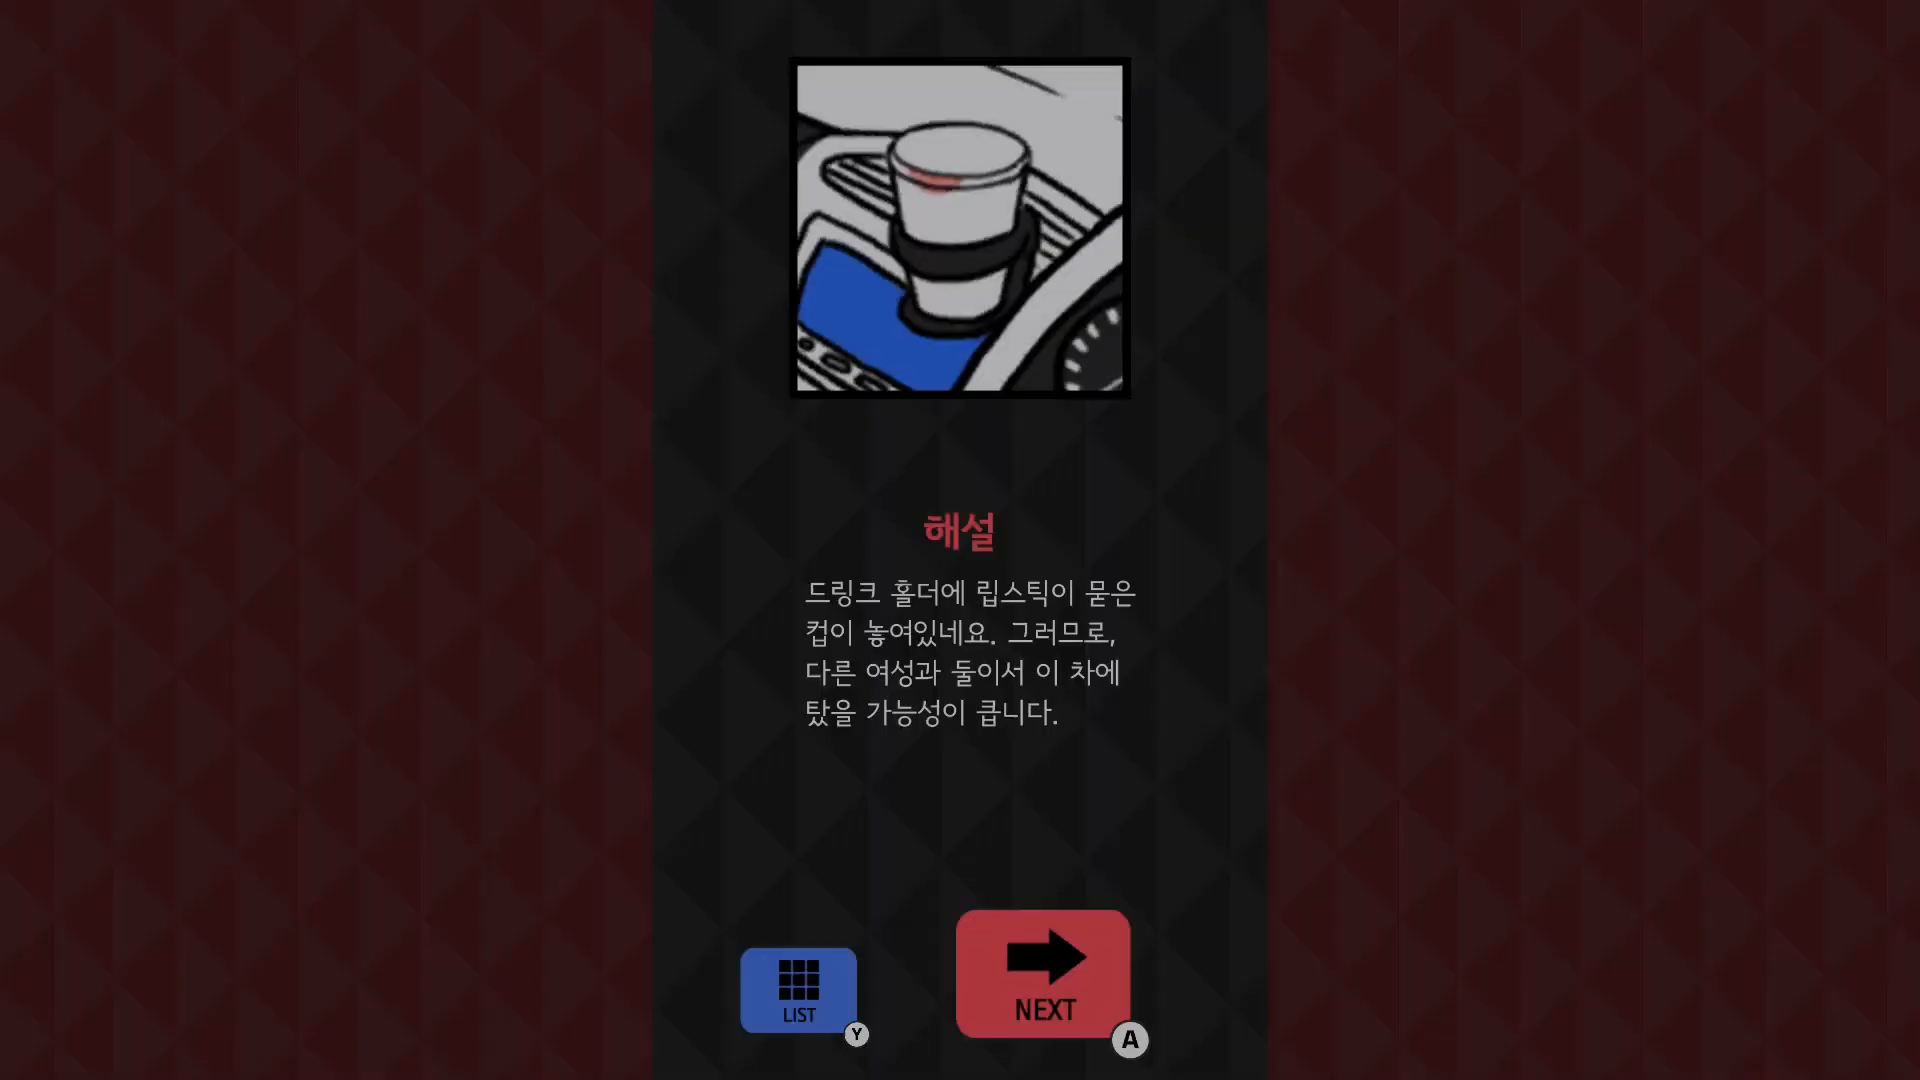 해설
드링크 홀더에 립스틱이 묻은
컵이 놓여있네요. 그러므로,
다른 여성과 둘이서 이 차에
탔을 가능성이 큽니다.
LIST
Y
NEXT
A